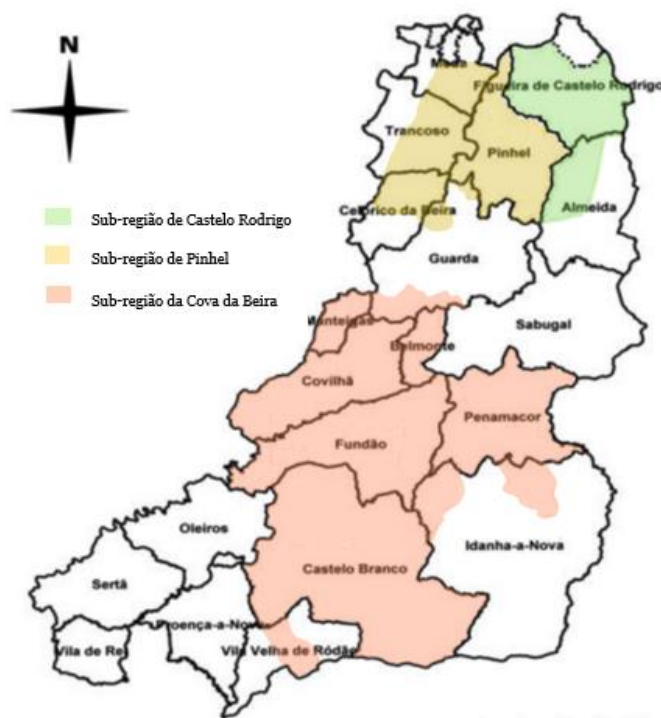 N
Meda
Figueira de Castelo Rodrigo
Trancoso
Pinhel
Sub-região de Castelo Rodrigo
Celorico da Beira
Almeida
Sub-região de Pinhel
Guarda
Sub-região da Cova da Beira
Manteigas
Sabugal
Belmonte
Covilhã
Penamacor
Fundão
Oleiros
Idanha-a-Nova
Castelo Branco
Sertã
Proença-a-Nova
Vila de Rei
Vila Velha de Ródão